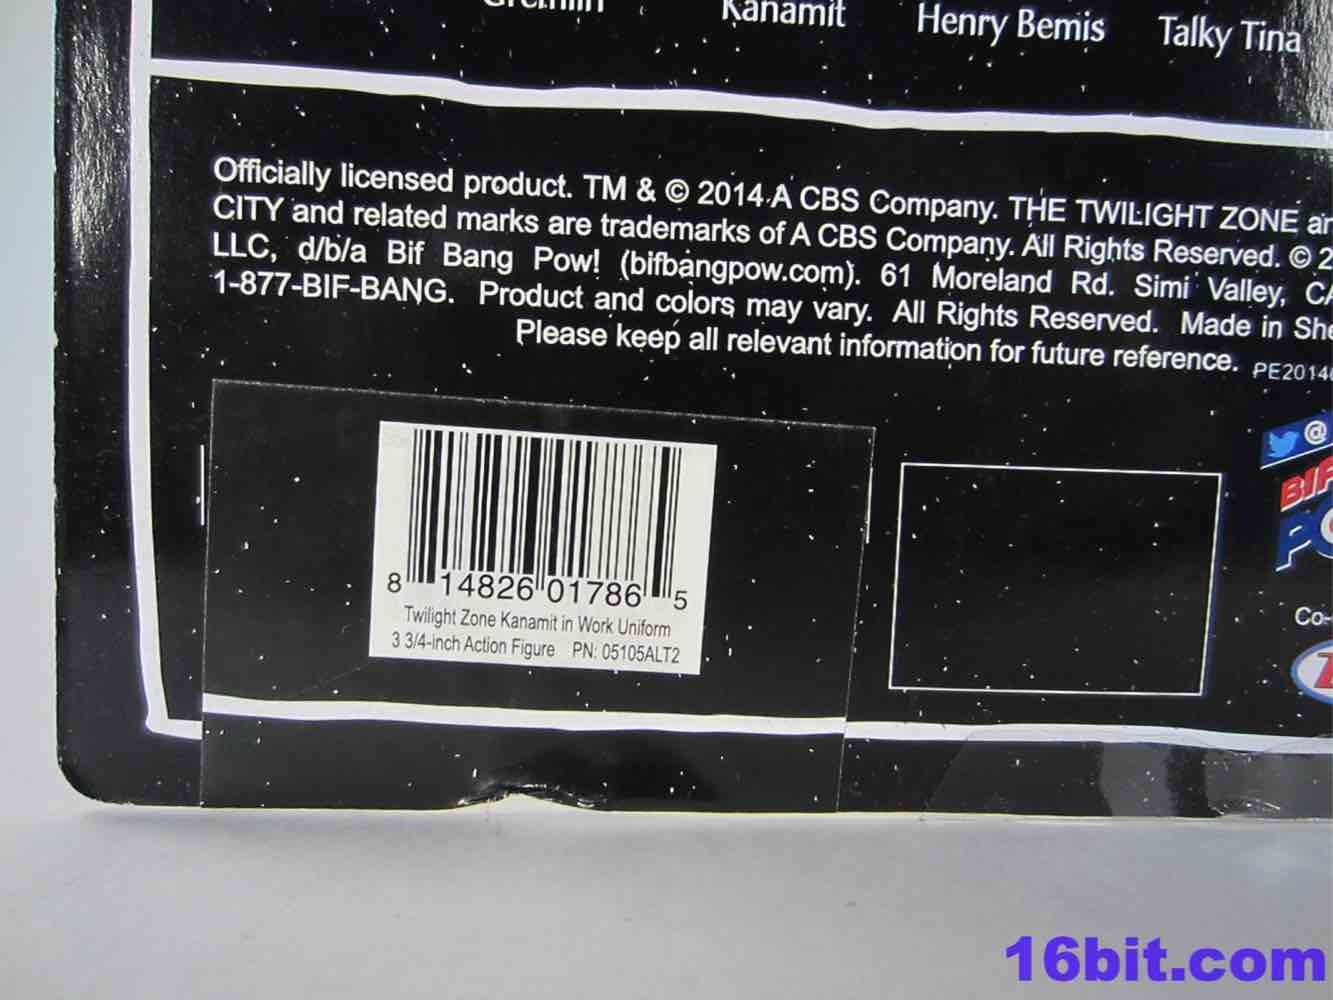 Gremlin Kanamit Henry Bemis Talky Tina
Officially licensed product. TM & © 2014 A CBS Company. THE TWILIGHT ZONE
CITY and related marks are trademarks of A CBS Company. All Rights Reserved. ©
LLC, d/b/a Bif Bang Pow! (bifbangpow.com). 61 Moreland Rd. Simi Valley,
1-877-BIF-BANG. Product and colors may vary. All Rights Reserved. Made in
Please keep all relevant information for future reference.
8 14826 01786 5
Twilight Zone Kanamit in Work Uniform
3 3/4-inch Action Figure PN: 05105ALT2
@
16bit.com